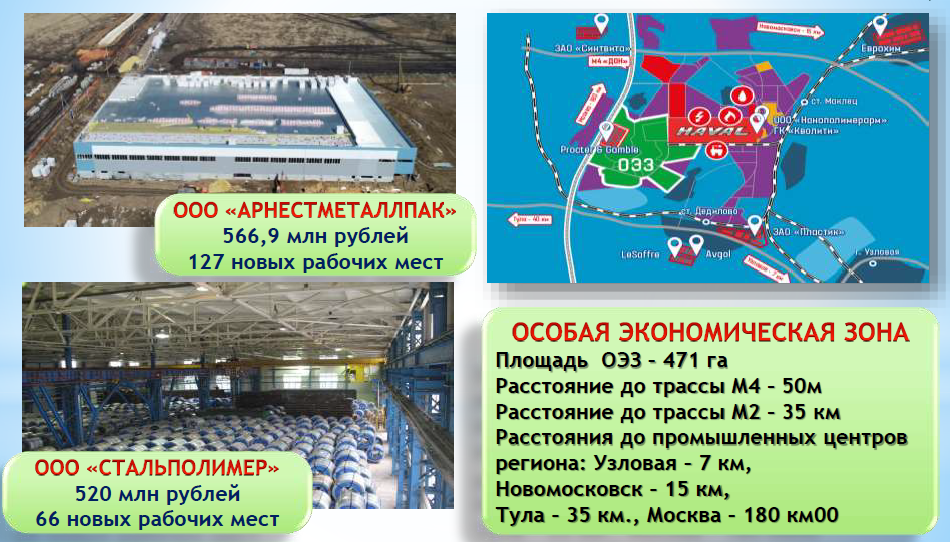 ООО «АРНЕСТМЕТАЛЛПАК»
566,9 млн рублей
127 новых рабочих мест
ООО «СТАЛЬПОЛИМЕР»
520 млн рублей
66 новых рабочих мест
ЗАО «Синтвита»
М4 «ДОН»
Новомосковск - 15 км
Еврохим
ст. Маклец
ООО «Нанополимерарм»
ГК «Кволити»
HAVAL
Procter & Gamble
ОЭЗ
Тула - 40 км
ст. Дедилово
ЗАО «Пластик»
LeSaffre
Avgol
Узловая - 7 км
г. Узловая
ОСОБАЯ ЭКОНОМИЧЕСКАЯ ЗОНА
Площадь ОЭЗ – 471 га
Расстояние до трассы М4 – 50м
Расстояние до трассы М2 – 35 км
Расстояния до промышленных центров
региона: Узловая – 7 км,
Новомосковск – 15 км,
Тула – 35 км., Москва – 180 км00